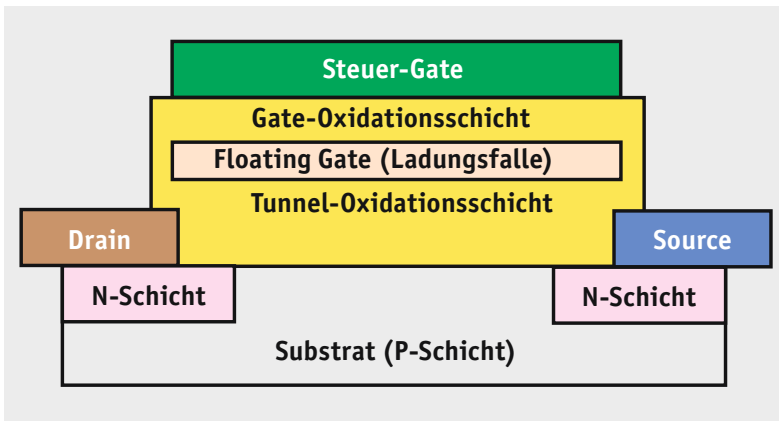 Steuer-Gate
Gate-Oxidationsschicht
Floating Gate (Ladungsfalle)
Tunnel-Oxidationsschicht
Drain
Source
N-Schicht
N-Schicht
Substrat (P-Schicht)